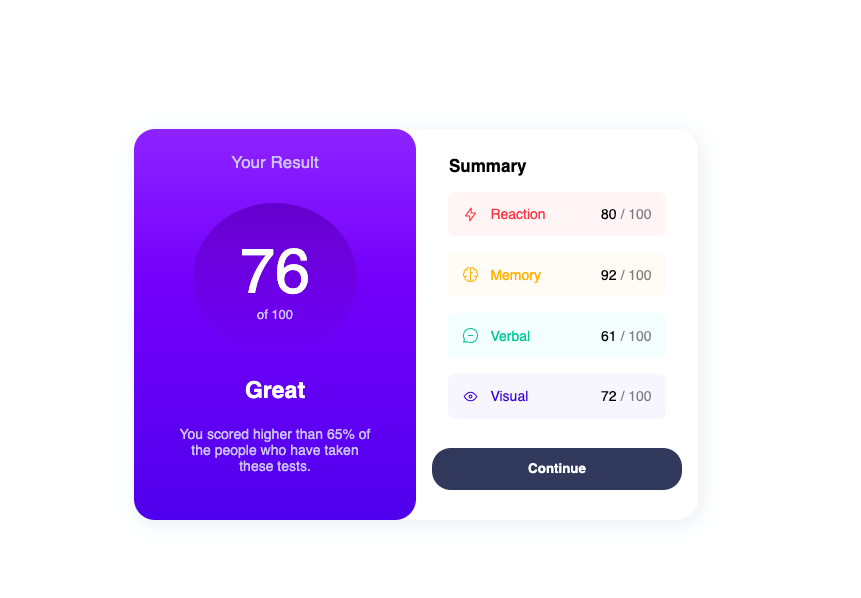 Your Result
76
of 100
Great
You scored higher than 65% of
the people who have taken
these tests.
Summary
Reaction 80 / 100
Memory 92 / 100
Verbal 61 / 100
Visual 72 / 100
Continue